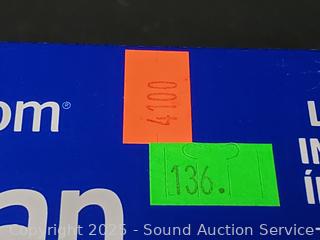 4100
om®
136.
an
L
IN
Í
Copyright 2025 - Sound Auction Service -